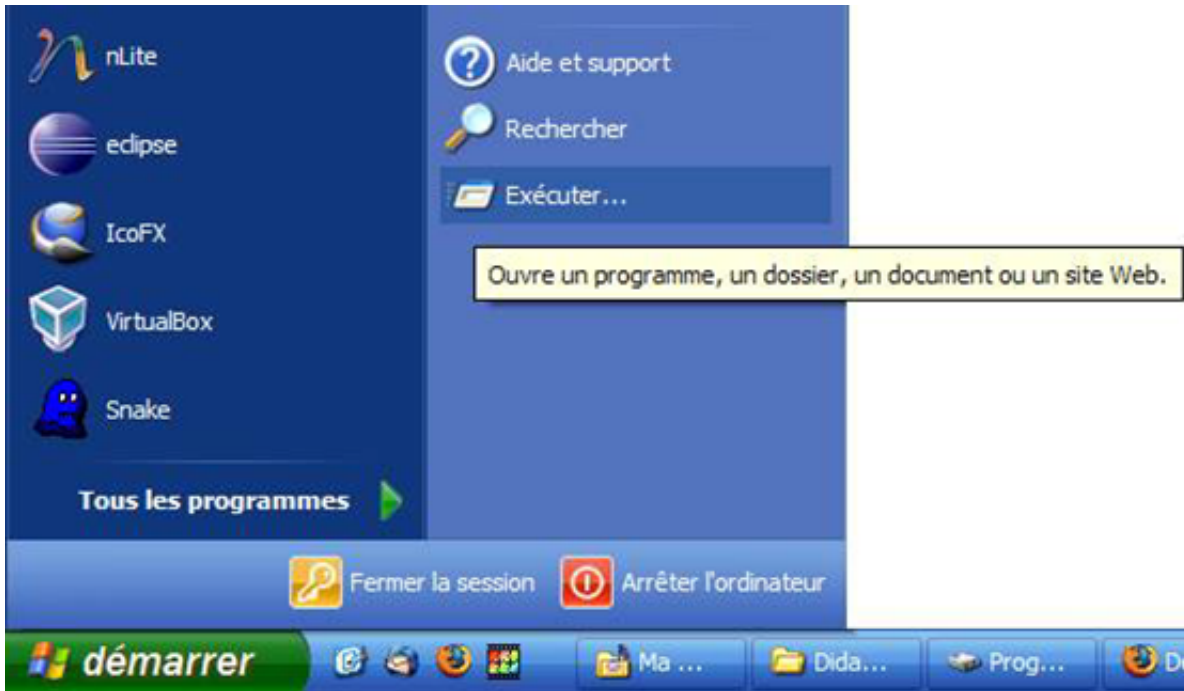 nLite
eclipse
IcoFX
VirtualBox
Snake
Tous les programmes
Aide et support
Rechercher
Exécuter...
Ouvre un programme, un dossier, un document ou un site Web.
Fermer la session
Arrêter l'ordinateur
démarrer
Ma ...
Dida...
Prog...